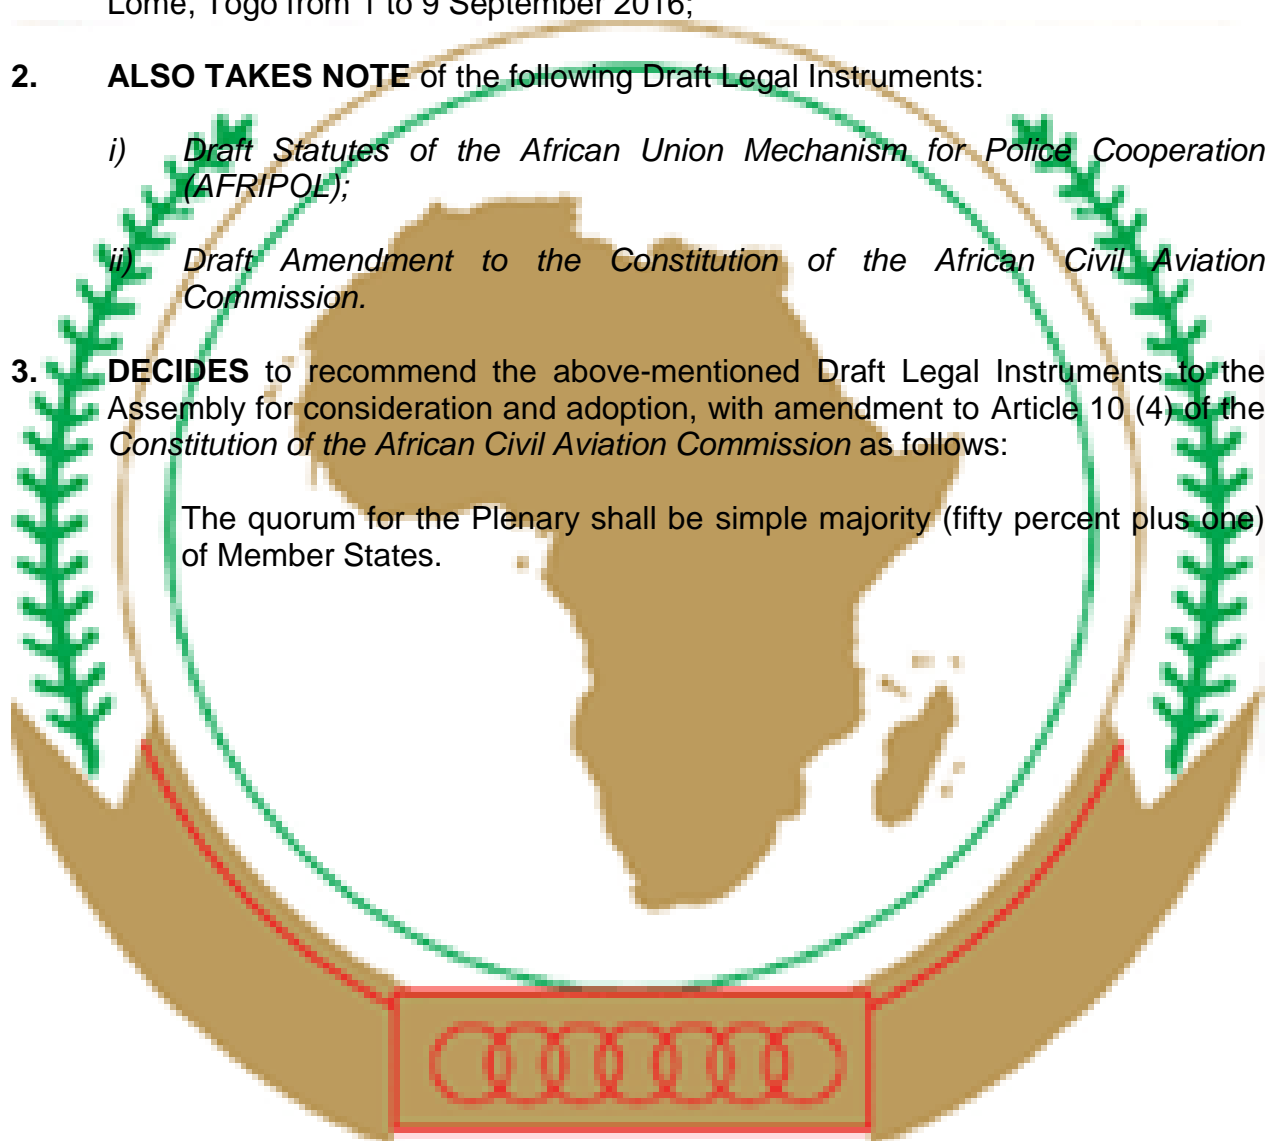 Lomé, Togo from 1 to 9 September 2016;
2. ALSO TAKES NOTE of the following Draft Legal Instruments:
i) Draft Statutes of the African Union Mechanism for Police Cooperation
(AFRIPOL);
ii) Draft Amendment to the Constitution of the African Civil Aviation
Commission.
3. DECIDES to recommend the above-mentioned Draft Legal Instruments to the
Assembly for consideration and adoption, with amendment to Article 10 (4) of the
Constitution of the African Civil Aviation Commission as follows:
The quorum for the Plenary shall be simple majority (fifty percent plus one)
of Member States.